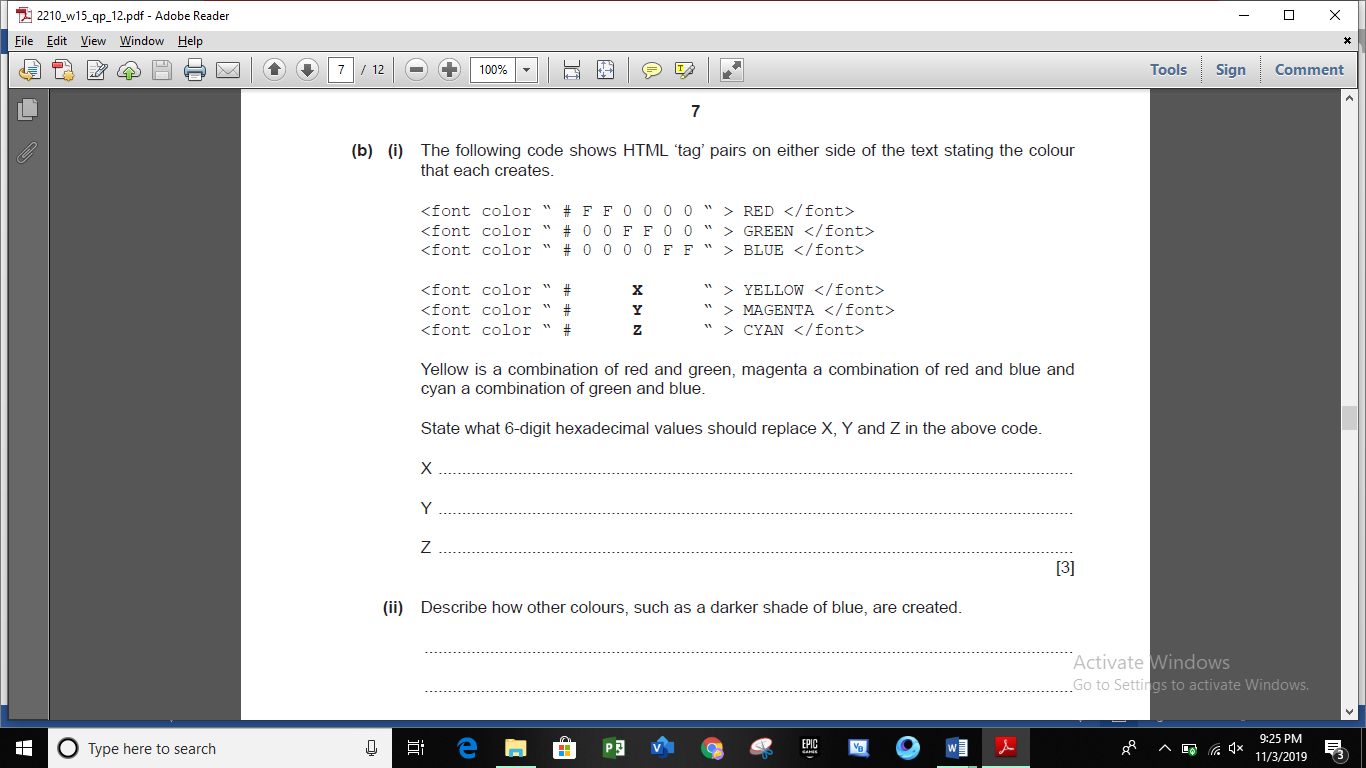 2210_w15_qp_12.pdf - Adobe Reader
File Edit View Window Help
7 / 12 100% Tools Sign Comment
7
(b) (i) The following code shows HTML ‘tag’ pairs on either side of the text stating the colour
that each creates.
<font color “ # F F 0 0 0 0 “ > RED </font>
<font color “ # 0 0 F F 0 0 “ > GREEN </font>
<font color “ # 0 0 0 0 F F “ > BLUE </font>
<font color “ # X “ > YELLOW </font>
<font color “ # Y “ > MAGENTA </font>
<font color “ # Z “ > CYAN </font>
Yellow is a combination of red and green, magenta a combination of red and blue and
cyan a combination of green and blue.
State what 6-digit hexadecimal values should replace X, Y and Z in the above code.
X ....................
Y ....................
Z ....................
[3]
(ii) Describe how other colours, such as a darker shade of blue, are created.
Activate Windows
Go to Settings to activate Windows.
Type here to search
EPIC GAMES
9:25 PM
11/3/2019
3